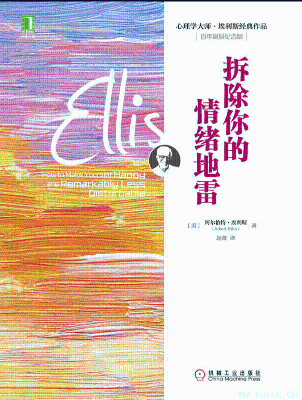 心理学大师·埃利斯经典作品
百年诞辰纪念版
拆除你的
情绪地雷
Ellis
How to Make Yourself Happy
and Remarkably Less
Disturbable
[美] 阿尔伯特·埃利斯 著
(Albert Ellis)
赵菁 译
机械工业出版社
China Machine Press